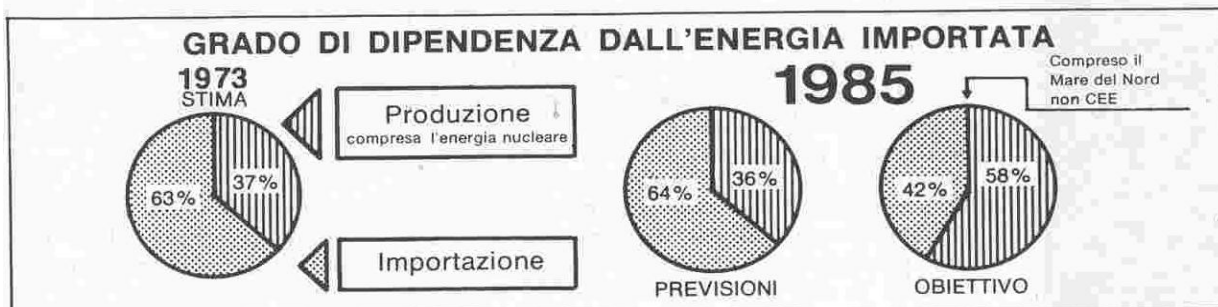 GRADO DI DIPENDENZA DALL'ENERGIA IMPORTATA
1973
STIMA
63%
37%
Produzione
compresa l'energia nucleare
Importazione
1985
64%
36%
PREVISIONI
Compreso il
Mare del Nord
non CEE
42%
58%
OBIETTIVO